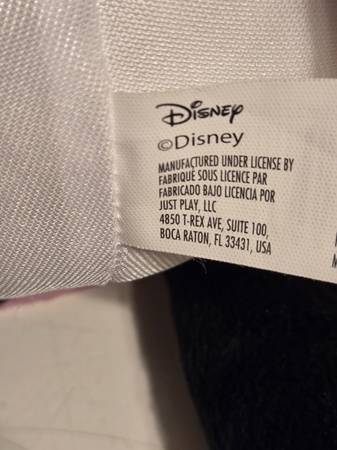 Disney
©Disney
MANUFACTURED UNDER LICENSE BY
FABRIQUÉ SOUS LICENCE PAR
FABRICADO BAJO LICENCIA POR
JUST PLAY, LLC
4850 T-REX AVE, SUITE 100,
BOCA RATON, FL 33431, USA